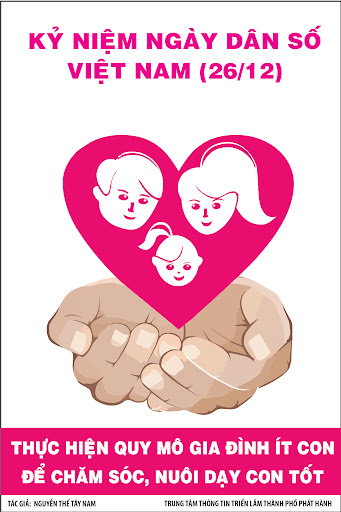 KỶ NIỆM NGÀY DÂN SỐ
VIỆT NAM (26/12)
THỰC HIỆN QUY MÔ GIA ĐÌNH ÍT CON
ĐỂ CHĂM SÓC, NUÔI DẠY CON TỐT
TÁC GIẢ: NGUYỄN THẾ TÂY NAM
TRUNG TÂM THÔNG TIN TRIỂN LÃM THÀNH PHỐ PHÁT HÀNH